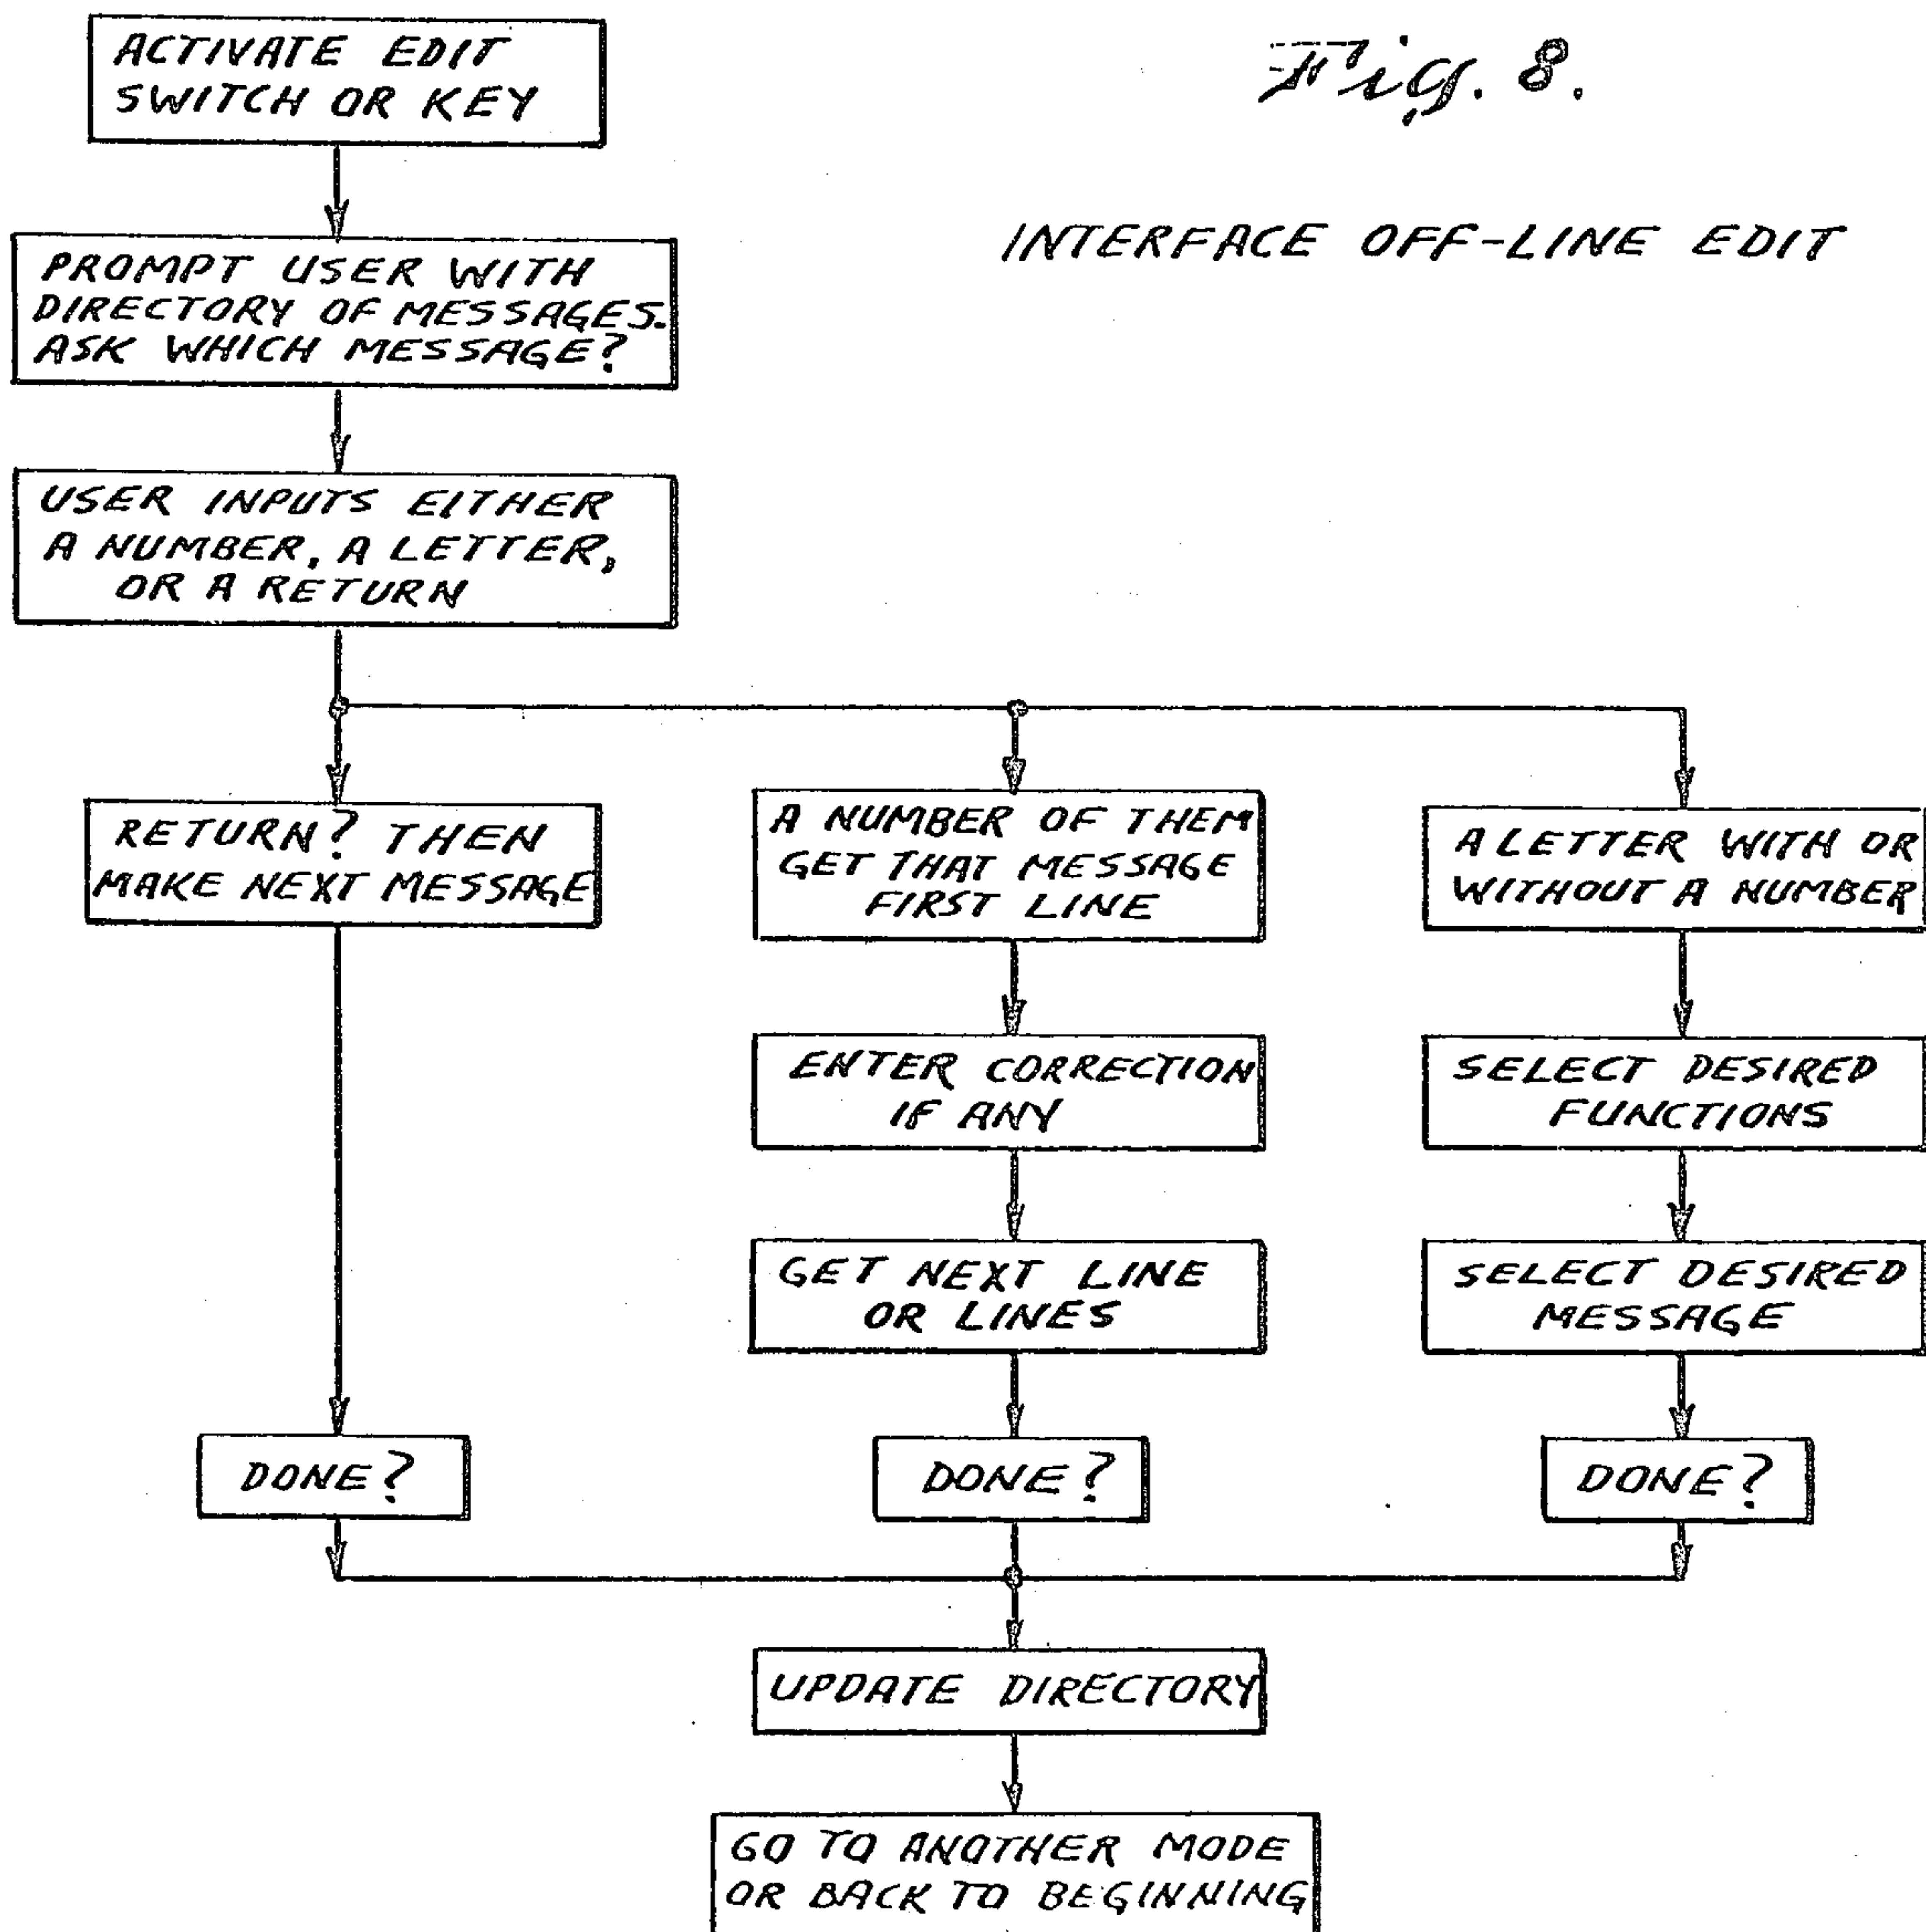 Fig. 8.
INTERFACE OFF-LINE EDIT
ACTIVATE EDIT
SWITCH OR KEY
PROMPT USER WITH
DIRECTORY OF MESSAGES.
ASK WHICH MESSAGE?
USER INPUTS EITHER
A NUMBER, A LETTER,
OR A RETURN
RETURN? THEN
MAKE NEXT MESSAGE
DONE?
A NUMBER OF THEM
GET THAT MESSAGE
FIRST LINE
ENTER CORRECTION
IF ANY
GET NEXT LINE
OR LINES
DONE?
A LETTER WITH OR
WITHOUT A NUMBER
SELECT DESIRED
FUNCTIONS
SELECT DESIRED
MESSAGE
DONE?
UPDATE DIRECTORY
GO TO ANOTHER MODE
OR BACK TO BEGINNING